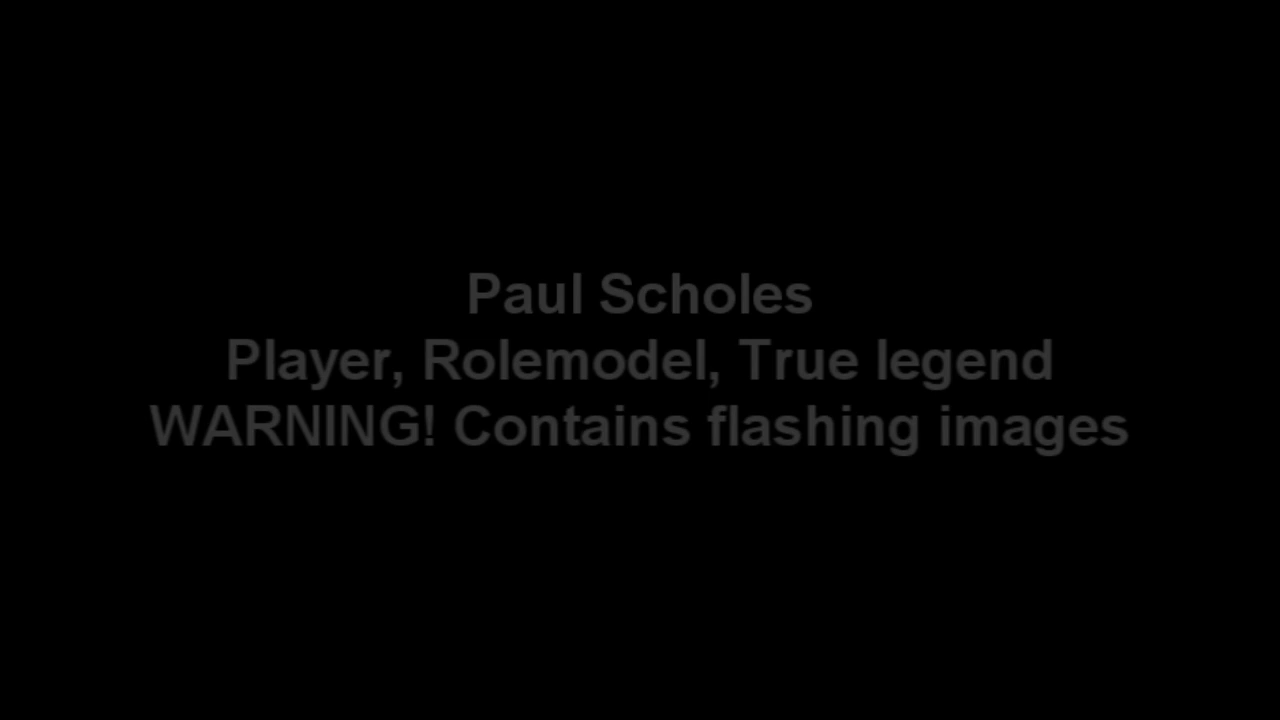 Paul Scholes
Player, Rolemodel, True legend
WARNING! Contains flashing images